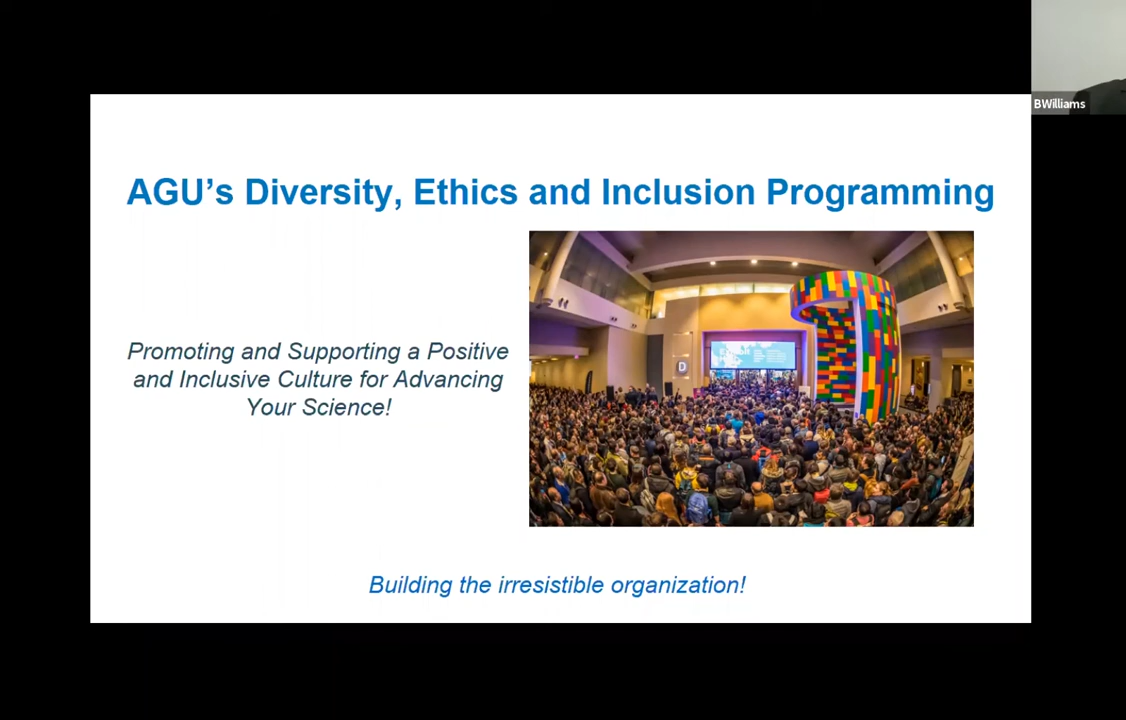 BWilliams
AGU's Diversity, Ethics and Inclusion Programming
Promoting and Supporting a Positive
and Inclusive Culture for Advancing
Your Science!
D
Building the irresistible organization!